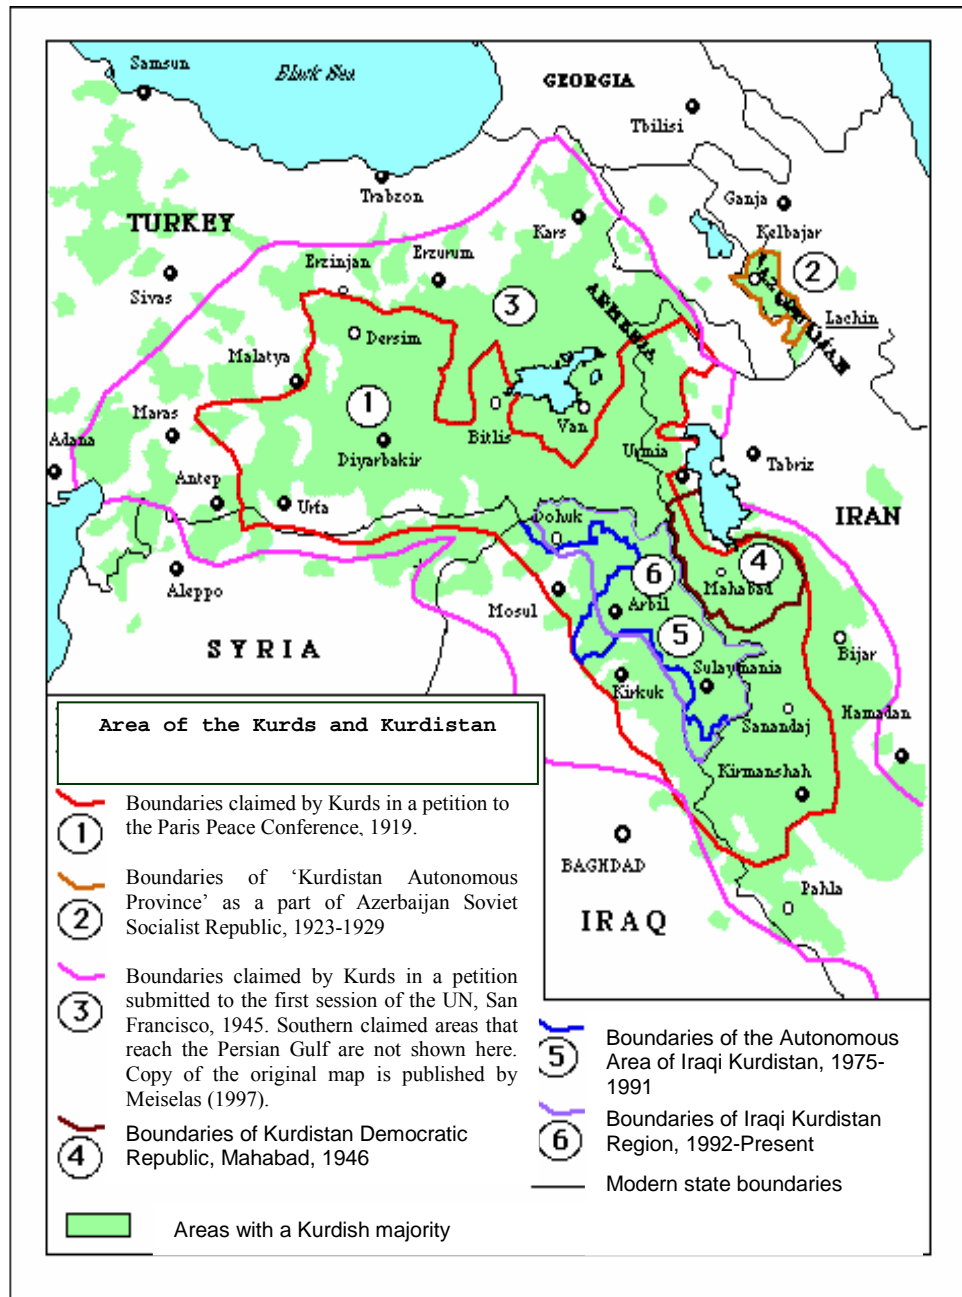 Samsun
Black Sea
GEORGIA
Tbilisi
Trabzon
Ganja
TURKEY
Kars
Kelbajar
Erzurum
2
Erzinjan
Sivas
3
ARMENIA
AZERBAIJAN
Lachin
Dersim
Malatya
1
Maras
Van
Bitlis
Adana
Diyarbakir
Urmia
Tabriz
Antep
Urfa
Dohuk
IRAN
4
6
Mahabad
Aleppo
Mosul
Arbil
5
SYRIA
Bijar
Sulaymania
Kirkuk
Sanandaj
Hamadan
Kirmanshah
BAGHDAD
Pahla
IRAQ
Area of the Kurds and Kurdistan
1
Boundaries claimed by Kurds in a petition to
the Paris Peace Conference, 1919.
2
Boundaries of ‘Kurdistan Autonomous
Province’ as a part of Azerbaijan Soviet
Socialist Republic, 1923-1929
3
Boundaries claimed by Kurds in a petition
submitted to the first session of the UN, San
Francisco, 1945. Southern claimed areas that
reach the Persian Gulf are not shown here.
Copy of the original map is published by
Meiselas (1997).
4
Boundaries of Kurdistan Democratic
Republic, Mahabad, 1946
5
Boundaries of the Autonomous
Area of Iraqi Kurdistan, 1975-
1991
6
Boundaries of Iraqi Kurdistan
Region, 1992-Present
Modern state boundaries
Areas with a Kurdish majority